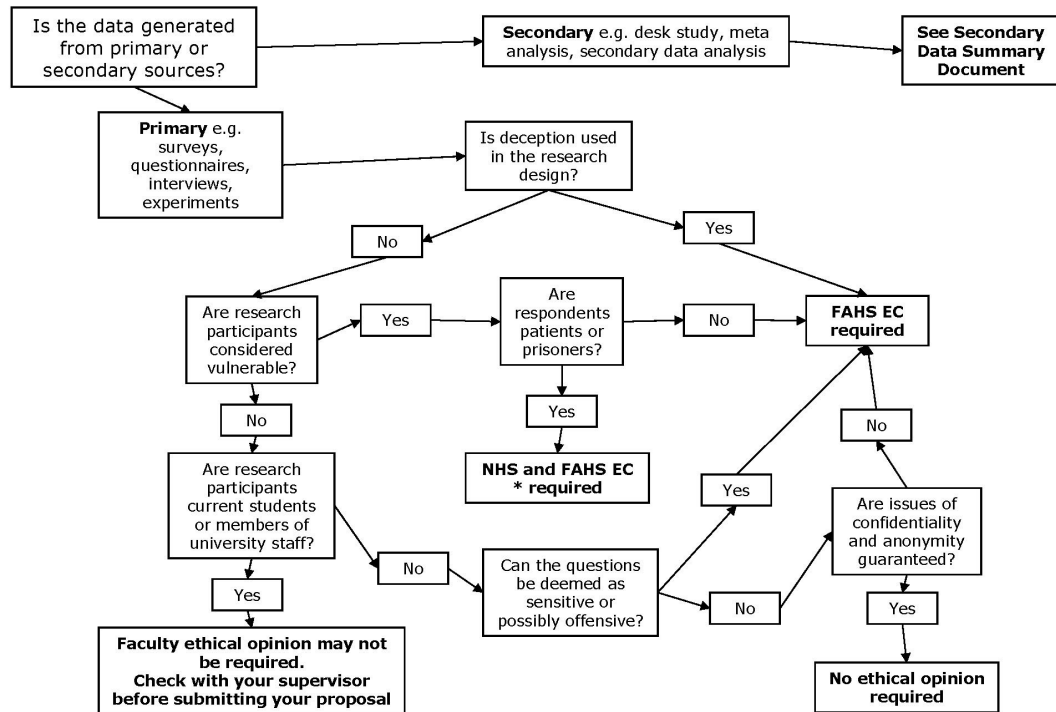 Is the data generated
from primary or
secondary sources?
Secondary e.g. desk study, meta
analysis, secondary data analysis
See Secondary
Data Summary
Document
Primary e.g.
surveys,
questionnaires,
interviews,
experiments
Is deception used
in the research
design?
No
Yes
Are research
participants
considered
vulnerable?
Yes
Are
respondents
patients or
prisoners?
No
FAHS EC
required
No
Yes
No
Are research
participants
current students
or members of
university staff?
NHS and FAHS EC
* required
Yes
Are issues of
confidentiality
and anonymity
guaranteed?
No
Can the questions
be deemed as
sensitive or
possibly offensive?
No
Yes
Yes
Faculty ethical opinion may not
be required.
Check with your supervisor
before submitting your proposal
No ethical opinion
required